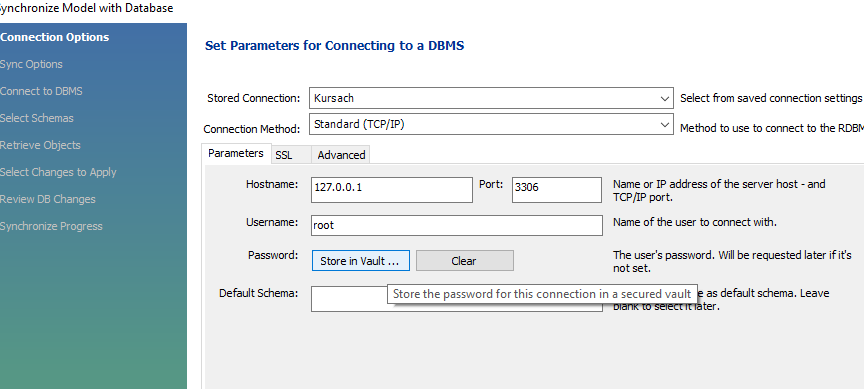 Synchronize Model with Database
Connection Options
Sync Options
Connect to DBMS
Select Schemas
Retrieve Objects
Select Changes to Apply
Review DB Changes
Synchronize Progress
Set Parameters for Connecting to a DBMS
Stored Connection:
Kursach
Select from saved connection settings
Connection Method:
Standard (TCP/IP)
Method to use to connect to the RDBM
Parameters
SSL
Advanced
Hostname:
127.0.0.1
Port:
3306
Name or IP address of the server host - and
TCP/IP port.
Username:
root
Name of the user to connect with.
Password:
Store in Vault ...
Clear
The user's password. Will be requested later if it's
not set.
Store the password for this connection in a secured vault
Default Schema:
e as default schema. Leave
blank to select it later.